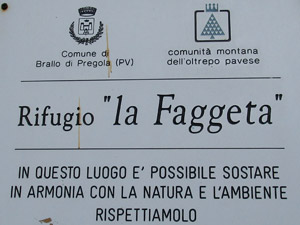 Comune di
Brallo di Pregola (PV)
comunità montana
dell'oltrepo pavese
Rifugio "la Faggeta"
IN QUESTO LUOGO E' POSSIBILE SOSTARE
IN ARMONIA CON LA NATURA E L'AMBIENTE
RISPETTIAMOLO